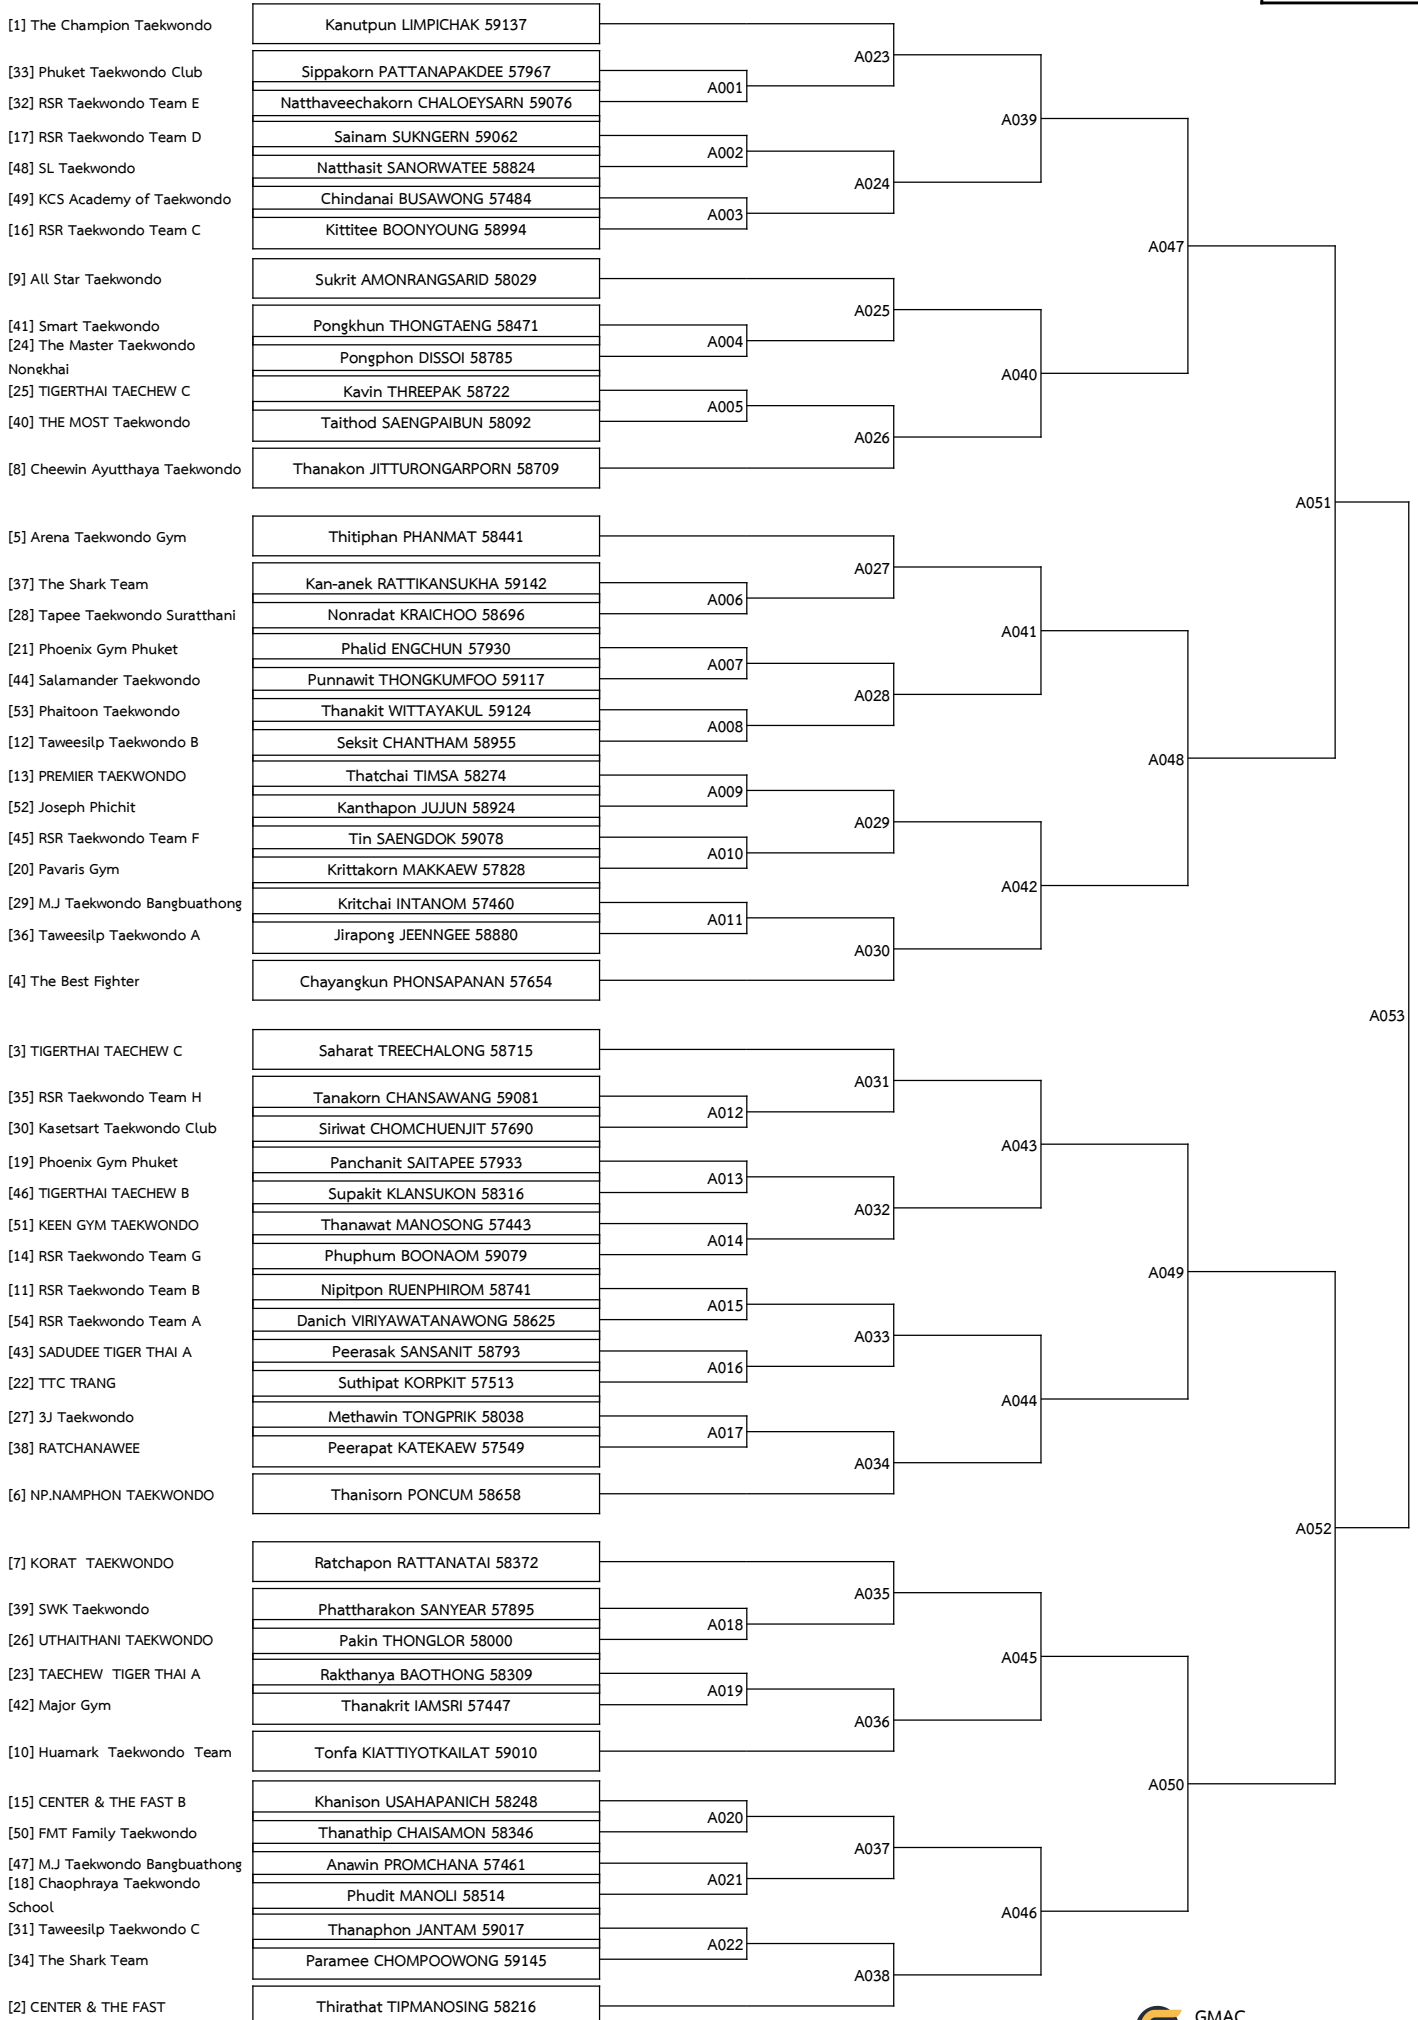 [1] The Champion Taekwondo Kanutpun LIMPICHAK 59137
A023
[33] Phuket Taekwondo Club Sippakorn PATTANAPAKDEE 57967
A001
[32] RSR Taekwondo Team E Natthaveechakorn CHALOEYSARN 59076
A039
[17] RSR Taekwondo Team D Sainam SUKNGERN 59062
A002
[48] SL Taekwondo Natthasit SANORWATEE 58824
A024
[49] KCS Academy of Taekwondo Chindanai BUSAWONG 57484
A003
[16] RSR Taekwondo Team C Kittitee BOONYOUNG 58994
A047
[9] All Star Taekwondo Sukrit AMONRANGSARID 58029
A025
[41] Smart Taekwondo Pongkhun THONGTAENG 58471
A004
[24] The Master Taekwondo
Nongkhai
Pongphon DISSOI 58785
A040
[25] TIGERTHAI TAECHEW C Kavin THREEPAK 58722
A005
[40] THE MOST Taekwondo Taithod SAENGPAIBUN 58092
A026
[8] Cheewin Ayutthaya Taekwondo Thanakon JITTURONGARPORN 58709
A051
[5] Arena Taekwondo Gym Thitiphan PHANMAT 58441
A027
[37] The Shark Team Kan-anek RATTIKANSUKHA 59142
A006
[28] Tapee Taekwondo Suratthani Nonradat KRAICHOO 58696
A041
[21] Phoenix Gym Phuket Phalid ENGCHUN 57930
A007
[44] Salamander Taekwondo Punnawit THONGKUMFOO 59117
A028
[53] Phaitoon Taekwondo Thanakit WITTAYAKUL 59124
A008
[12] Taweesilp Taekwondo B Seksit CHANTHAM 58955
A048
[13] PREMIER TAEKWONDO Thatchai TIMSA 58274
A009
[52] Joseph Phichit Kanthapon JUJUN 58924
A029
[45] RSR Taekwondo Team F Tin SAENGDOK 59078
A010
[20] Pavaris Gym Krittakorn MAKKAEW 57828
A042
[29] M.J Taekwondo Bangbuathong Kritchai INTANOM 57460
A011
[36] Taweesilp Taekwondo A Jirapong JEENNGEE 58880
A030
[4] The Best Fighter Chayangkun PHONSAPANAN 57654
A053
[3] TIGERTHAI TAECHEW C Saharat TREECHALONG 58715
A031
[35] RSR Taekwondo Team H Tanakorn CHANSAWANG 59081
A012
[30] Kasetsart Taekwondo Club Siriwat CHOMCHUENJIT 57690
A043
[19] Phoenix Gym Phuket Panchanit SAITAPEE 57933
A013
[46] TIGERTHAI TAECHEW B Supakit KLANSUKON 58316
A032
[51] KEEN GYM TAEKWONDO Thanawat MANOSONG 57443
A014
[14] RSR Taekwondo Team G Phuphum BOONAOM 59079
A049
[11] RSR Taekwondo Team B Nipitpon RUENPHIROM 58741
A015
[54] RSR Taekwondo Team A Danich VIRIYAWATANAWONG 58625
A033
[43] SADUDEE TIGER THAI A Peerasak SANSANIT 58793
A016
[22] TTC TRANG Suthipat KORPKIT 57513
A044
[27] 3J Taekwondo Methawin TONGPRIK 58038
A017
[38] RATCHANAWEE Peerapat KATEKAEW 57549
A034
[6] NP.NAMPHON TAEKWONDO Thanisorn PONCUM 58658
A052
[7] KORAT TAEKWONDO Ratchapon RATTANATAI 58372
A035
[39] SWK Taekwondo Phattharakon SANYEAR 57895
A018
[26] UTHAITHANI TAEKWONDO Pakin THONGLOR 58000
A045
[23] TAECHEW TIGER THAI A Rakthanya BAOTHONG 58309
A019
[42] Major Gym Thanakrit IAMSRI 57447
A036
[10] Huamark Taekwondo Team Tonfa KIATTIYOTKAILAT 59010
A050
[15] CENTER & THE FAST B Khanison USAHAPANICH 58248
A020
[50] FMT Family Taekwondo Thanathip CHAISAMON 58346
A037
[47] M.J Taekwondo Bangbuathong Anawin PROMCHANA 57461
A021
[18] Chaophraya Taekwondo
School
Phudit MANOLI 58514
A046
[31] Taweesilp Taekwondo C Thanaphon JANTAM 59017
A022
[34] The Shark Team Paramee CHOMPOOWONG 59145
A038
[2] CENTER & THE FAST Thirathat TIPMANOSING 58216
GMAC